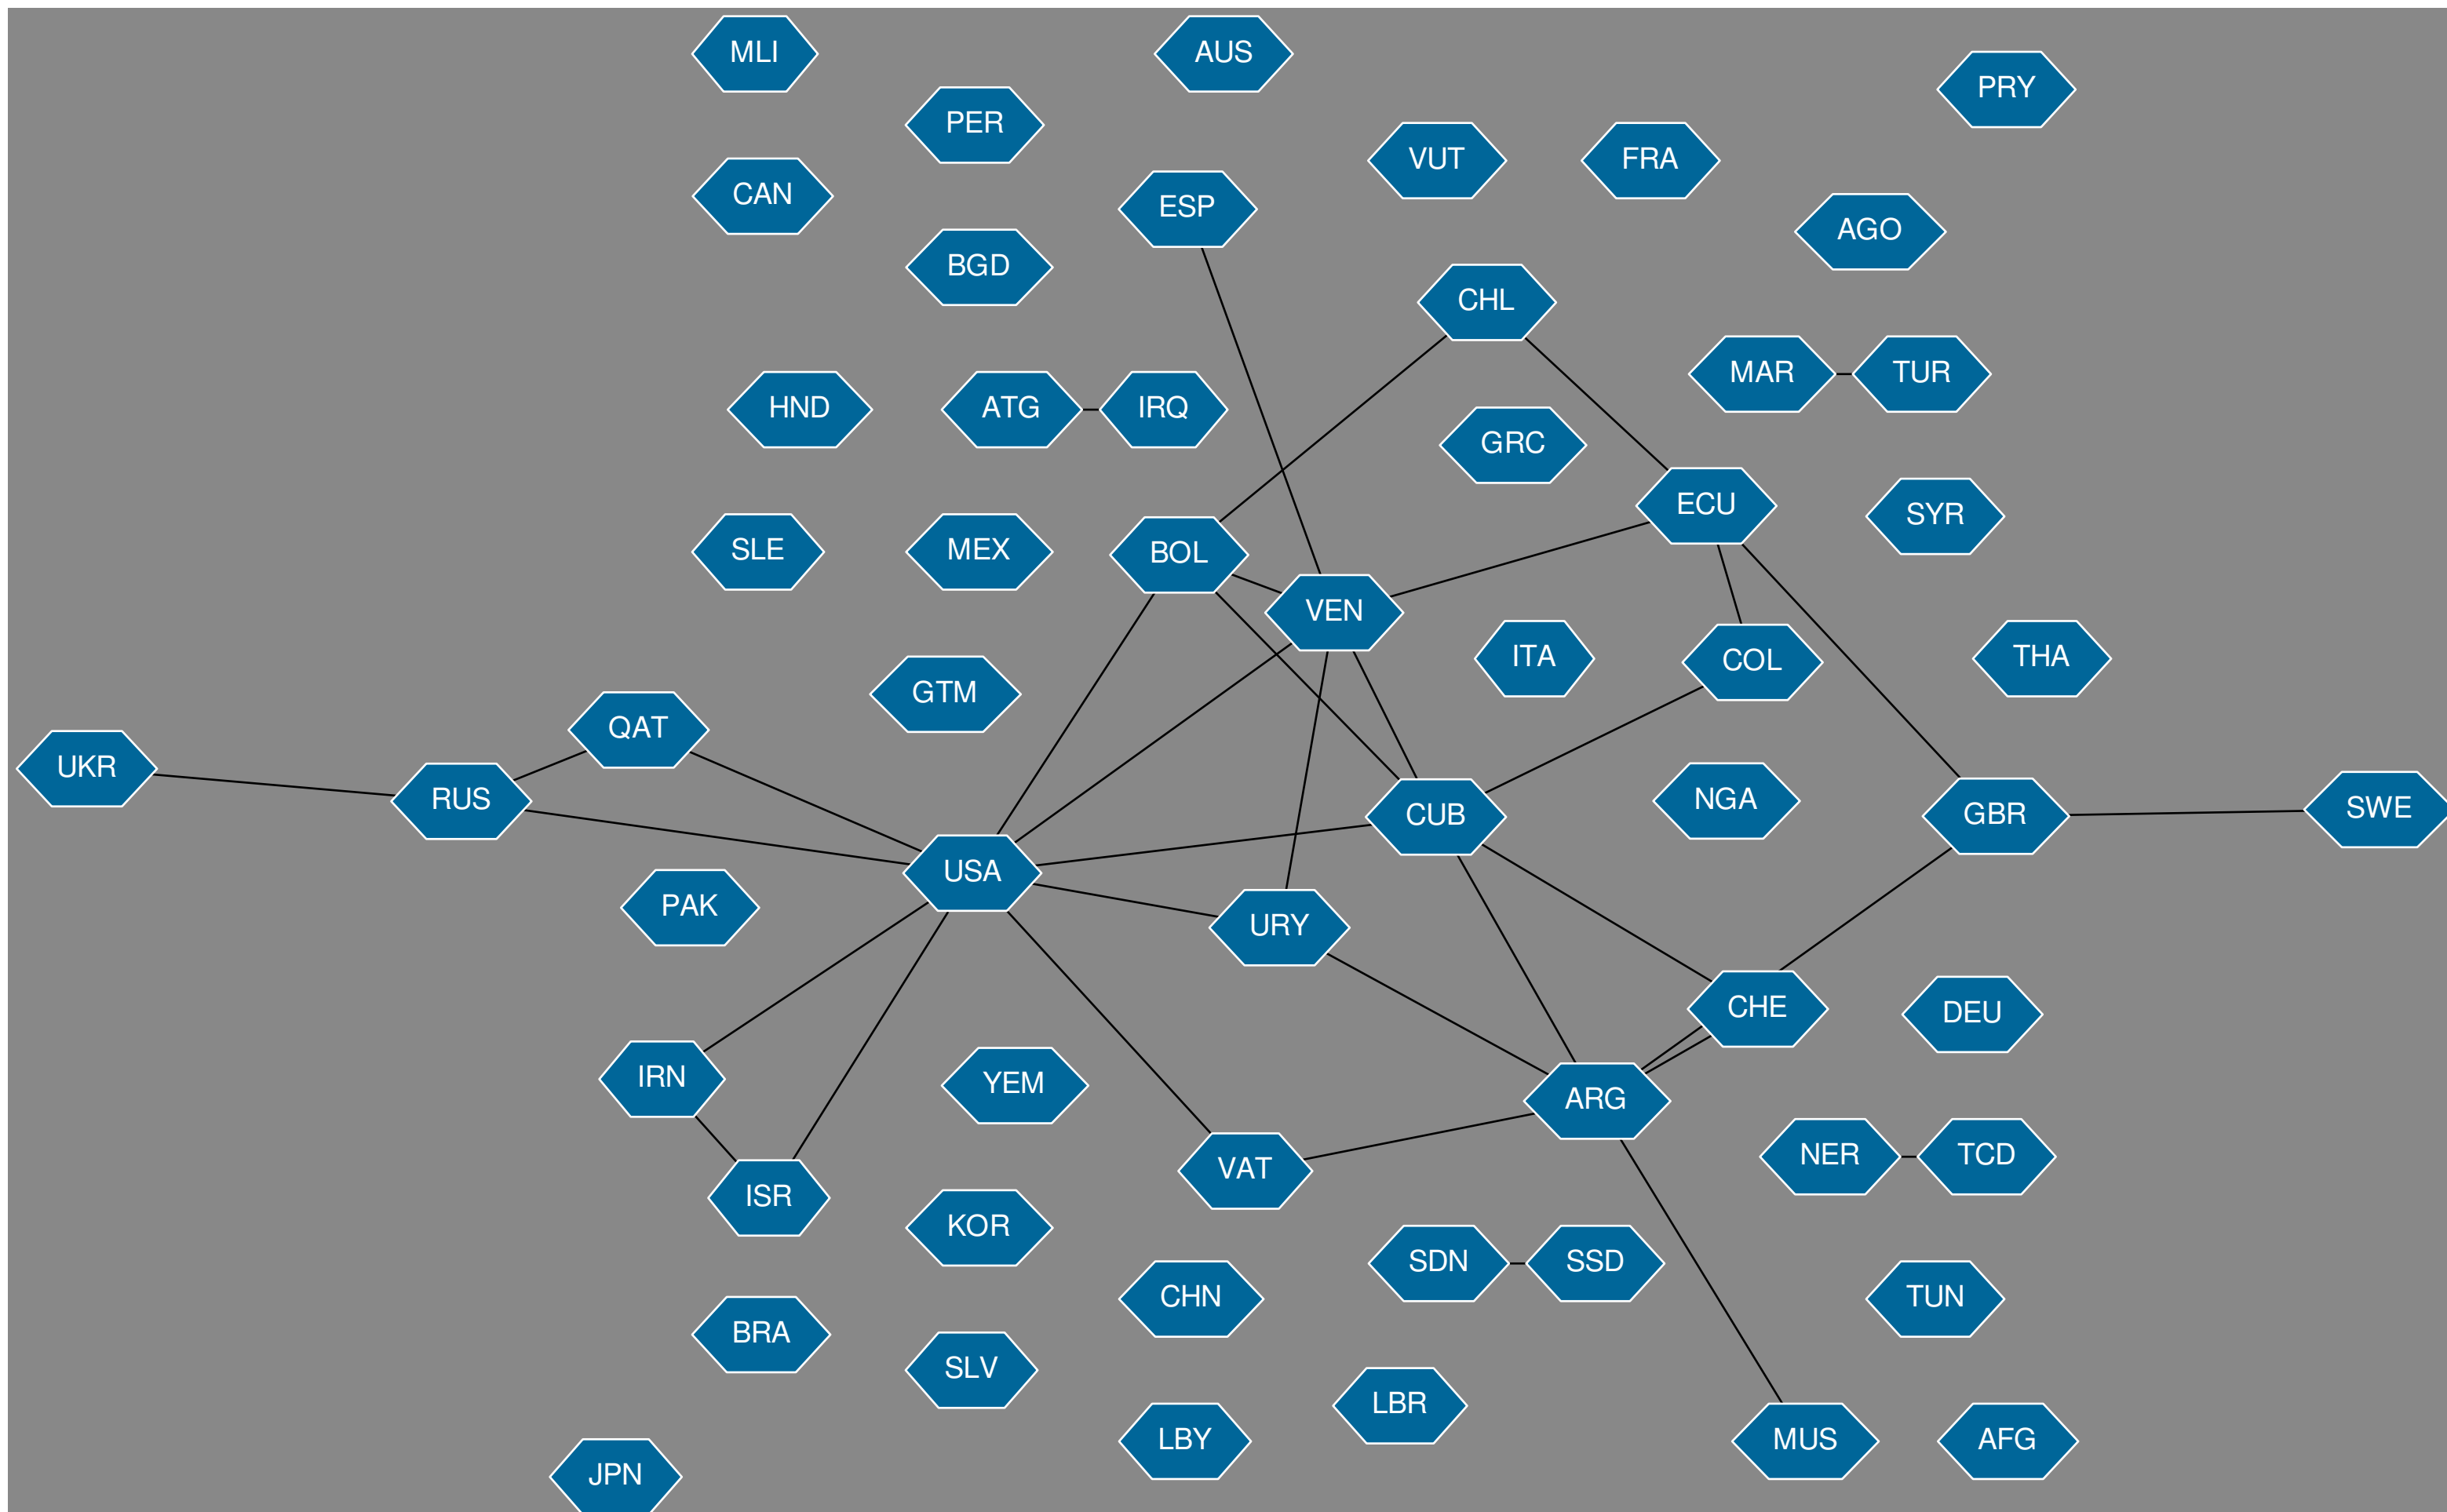 MLI
AUS
PRY
PER
VUT
FRA
CAN
ESP
AGO
BGD
CHL
MAR
TUR
HND
ATG
IRQ
GRC
ECU
SYR
SLE
MEX
BOL
VEN
ITA
COL
THA
GTM
QAT
UKR
RUS
NGA
SWE
CUB
GBR
USA
PAK
URY
CHE
DEU
IRN
YEM
ARG
NER
TCD
VAT
ISR
KOR
SDN
SSD
CHN
TUN
BRA
SLV
LBR
LBY
MUS
AFG
JPN